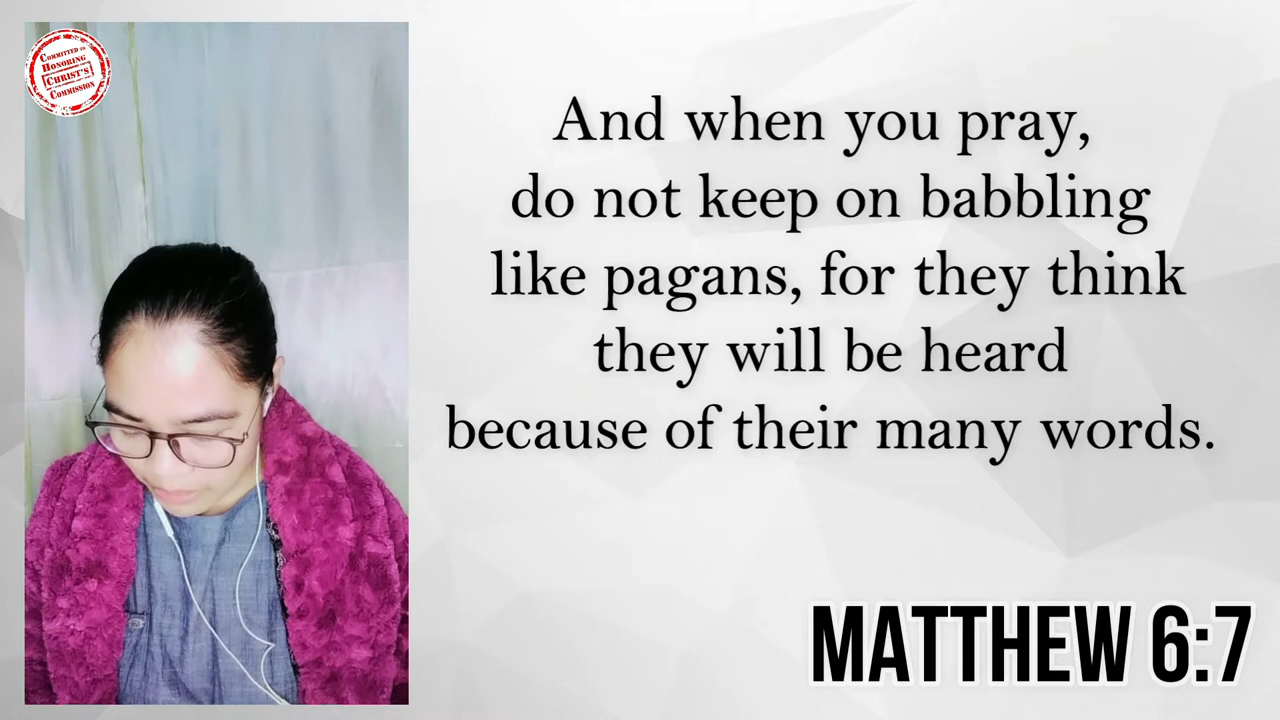 COMMITTED TO
HONORING
CHRIST'S
COMMISSION
And when you pray,
do not keep on babbling
like pagans, for they think
they will be heard
because of their many words.
MATTHEW 6:7